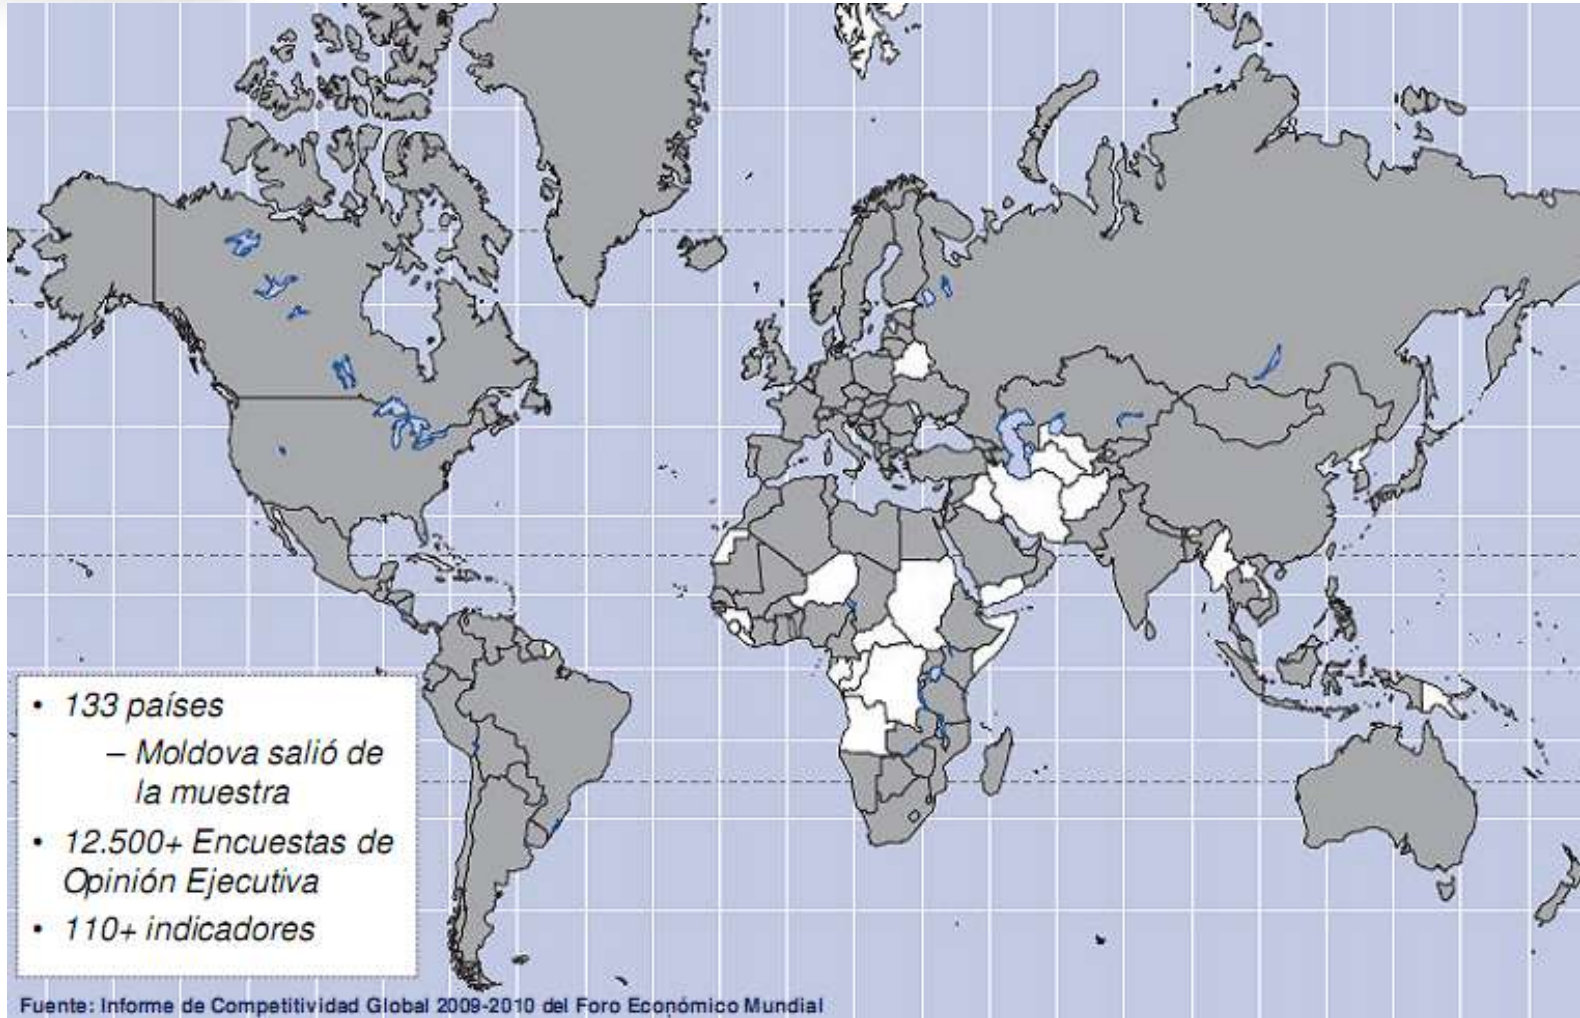 • 133 países
– Moldova salió de
la muestra
• 12.500+ Encuestas de
Opinión Ejecutiva
• 110+ indicadores
Fuente: Informe de Competitividad Global 2009-2010 del Foro Económico Mundial